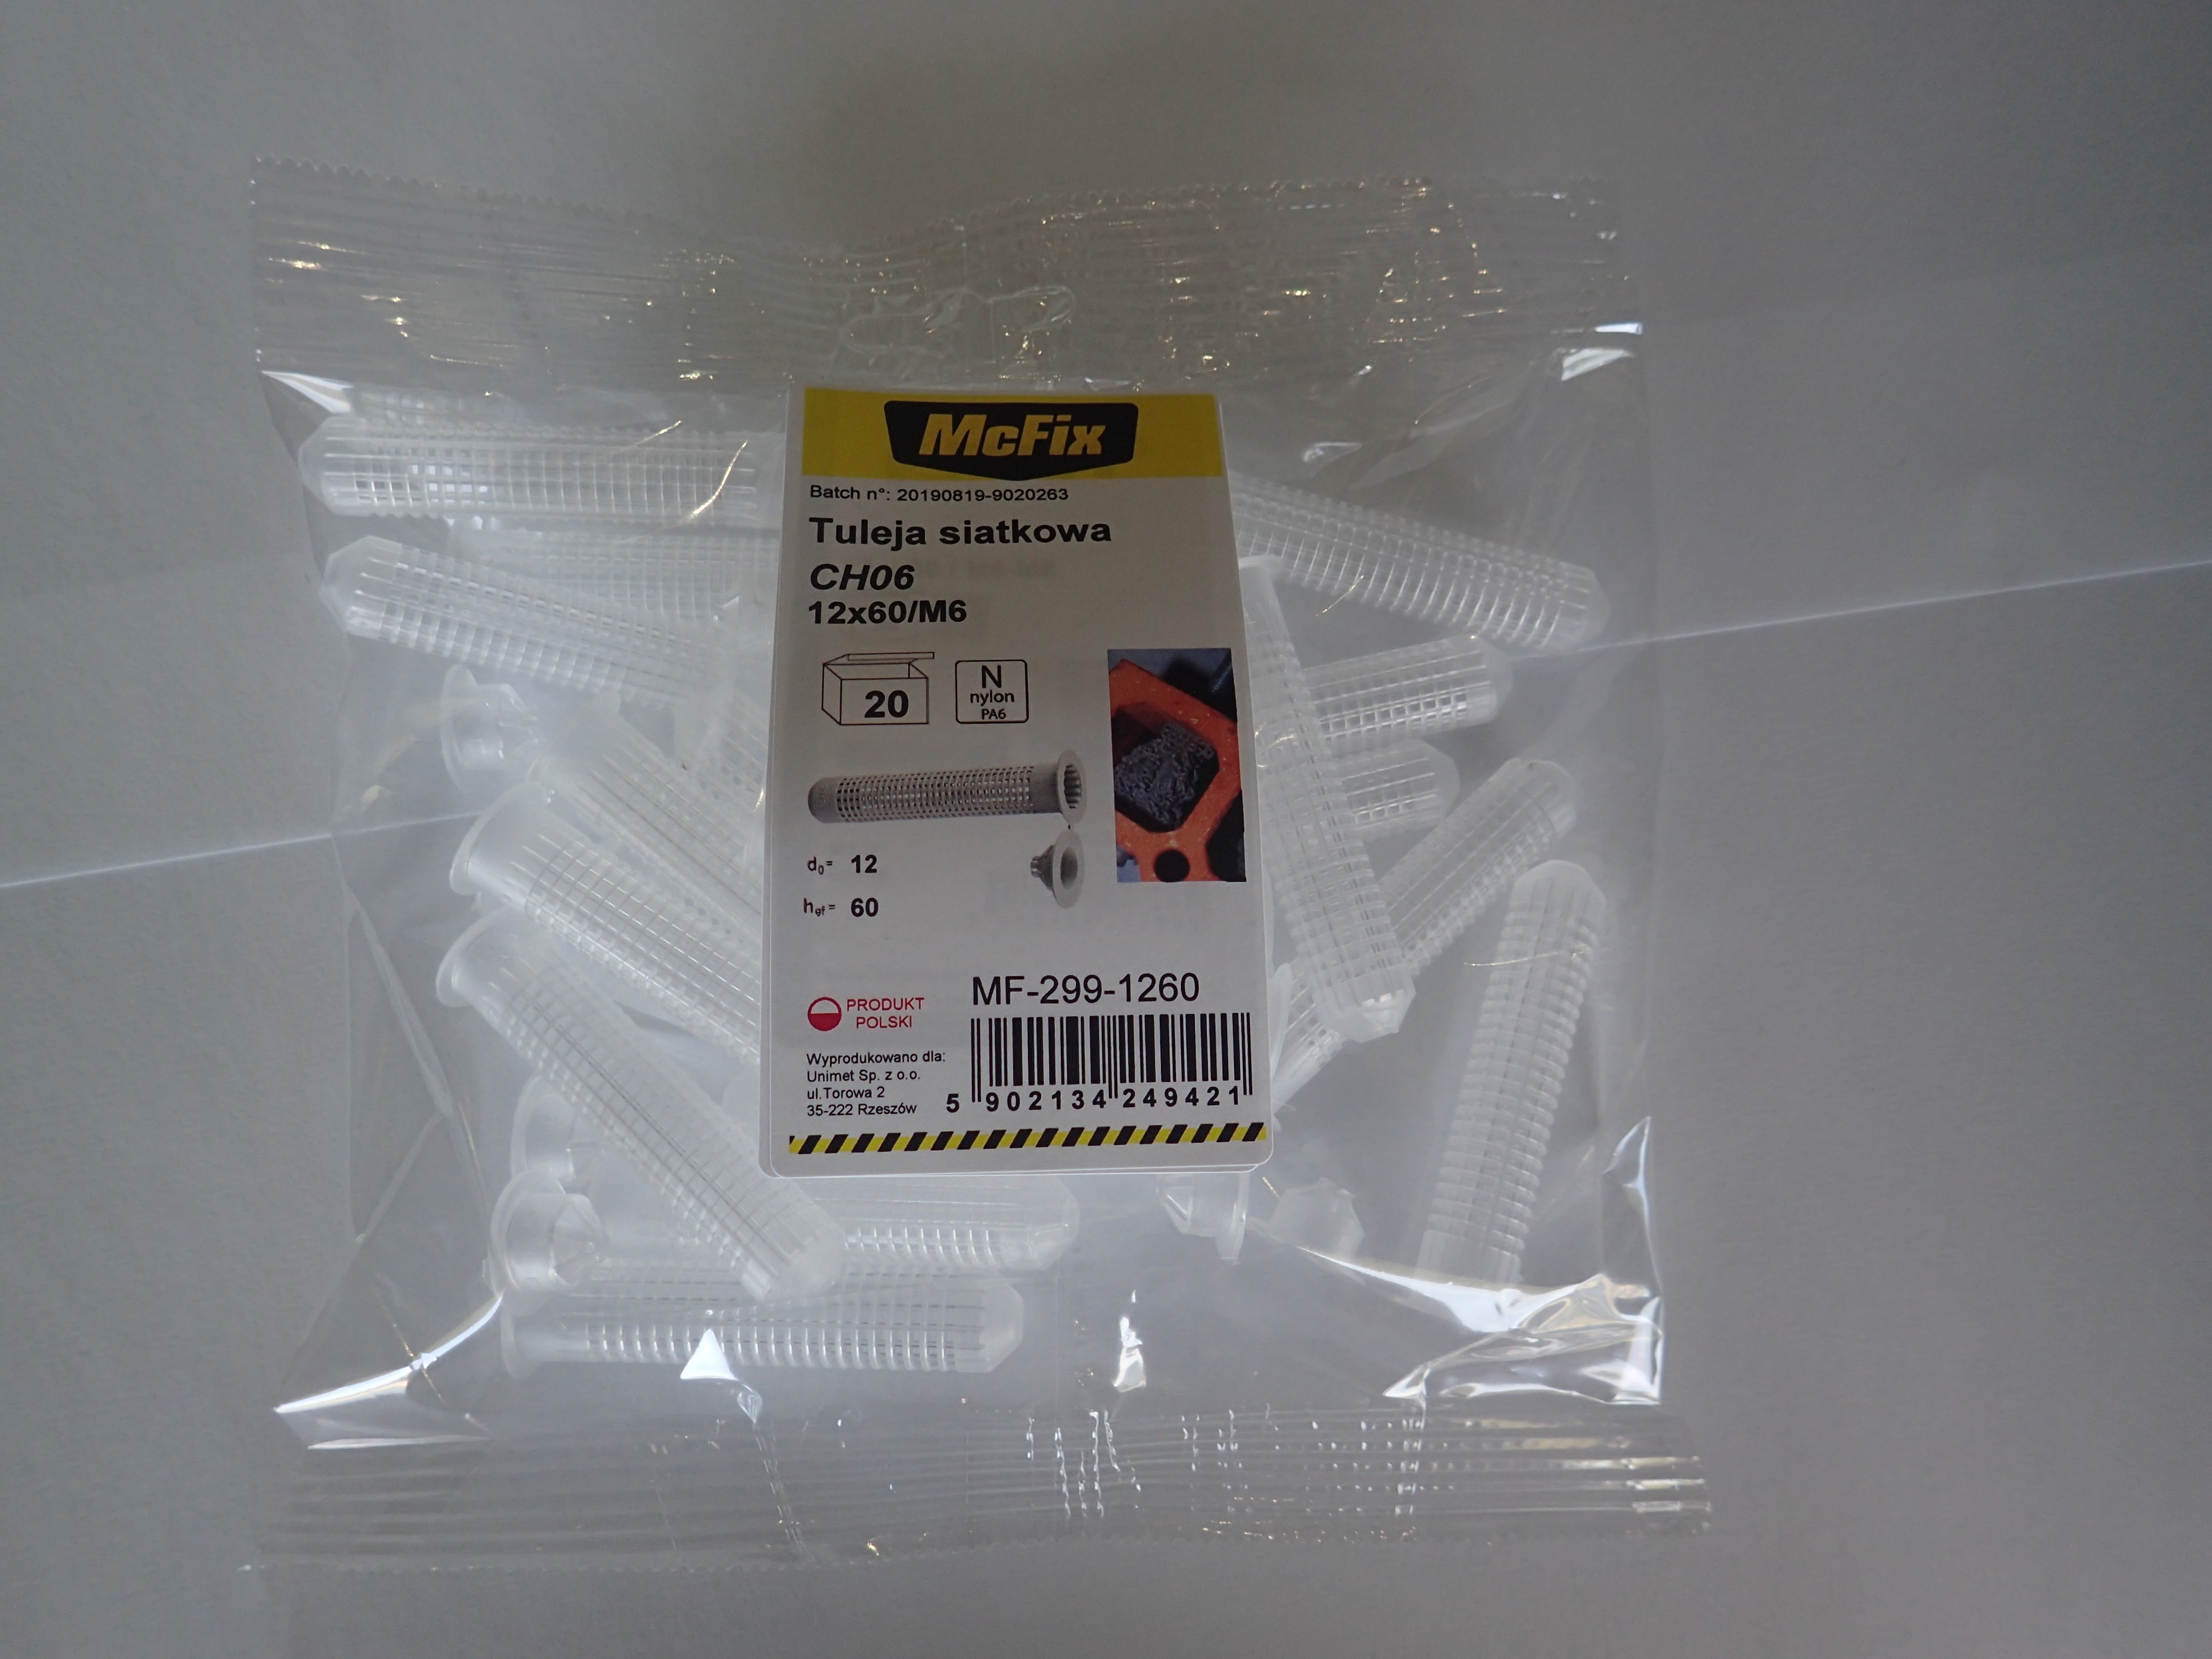 McFix
Batch n°: 20190819-9020263
Tuleja siatkowa
CH06
12x60/M6
20
N
nylon
PA6
d0= 12
hef= 60
MF-299-1260
PRODUKT
POLSKI
Wyprodukowano dla:
Unimet Sp. z o.o.
ul.Torowa 2
35-222 Rzeszów
5 902134 249421